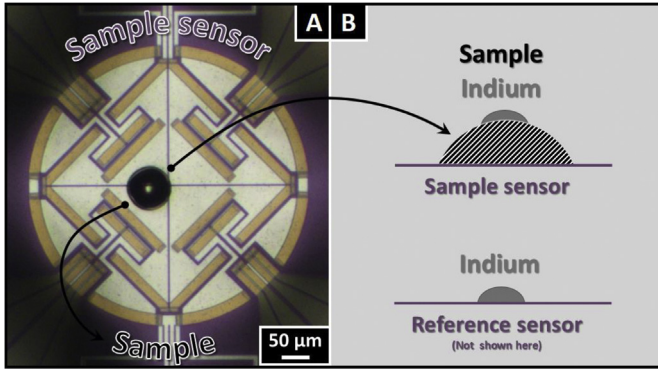 Sample sensor
A
B
Sample
50 µm
Sample
Indium
Sample sensor
Indium
Reference sensor
(Not shown here)